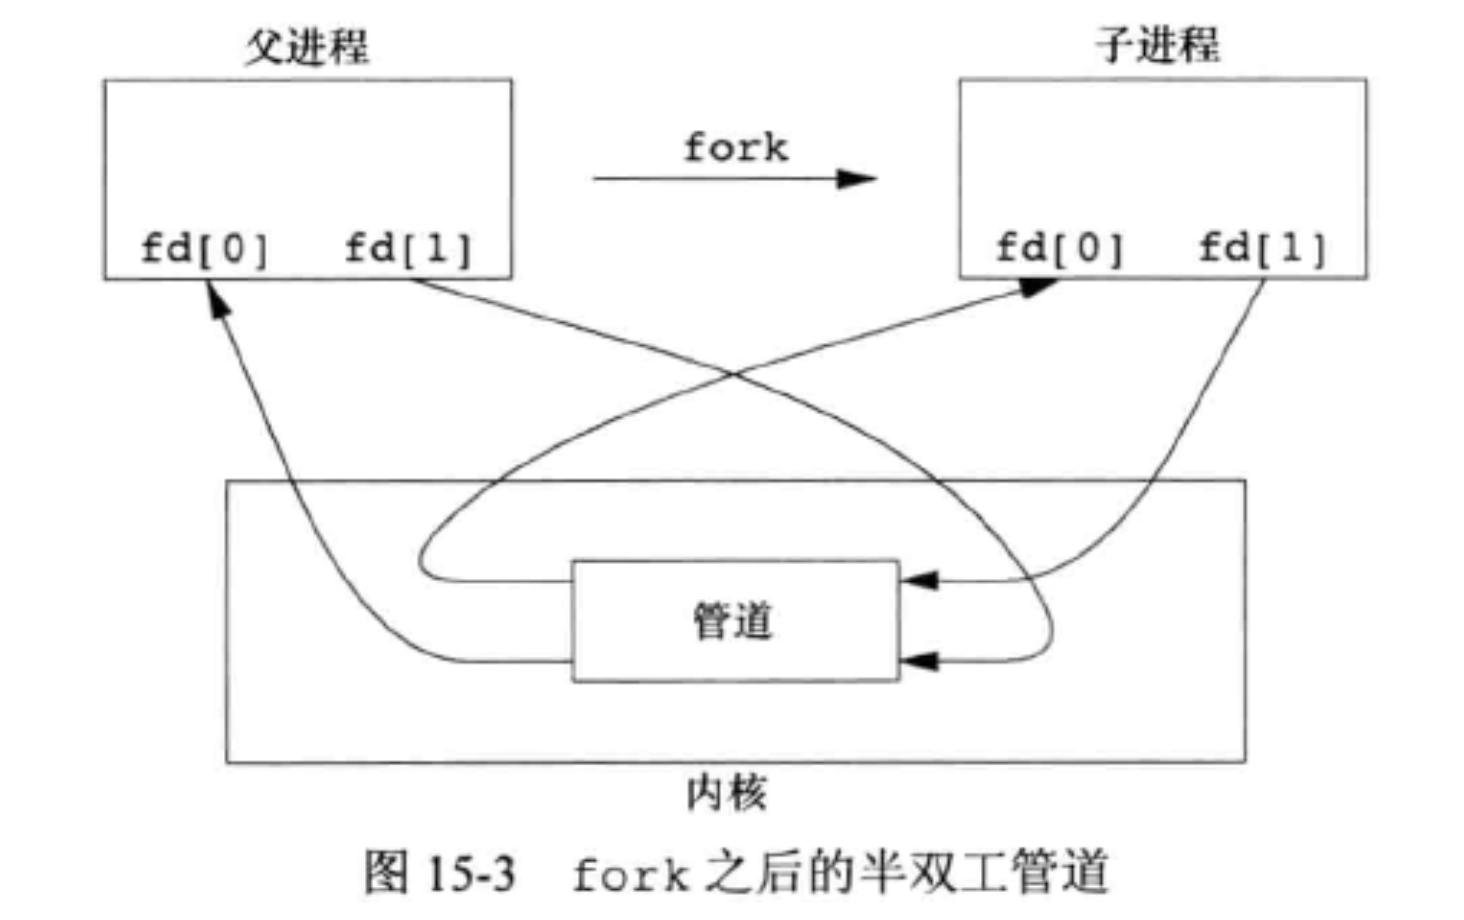 父进程
子进程
fork
fd[0] fd[1]
fd[0] fd[1]
管道
内核
图 15-3 fork 之后的半双工管道